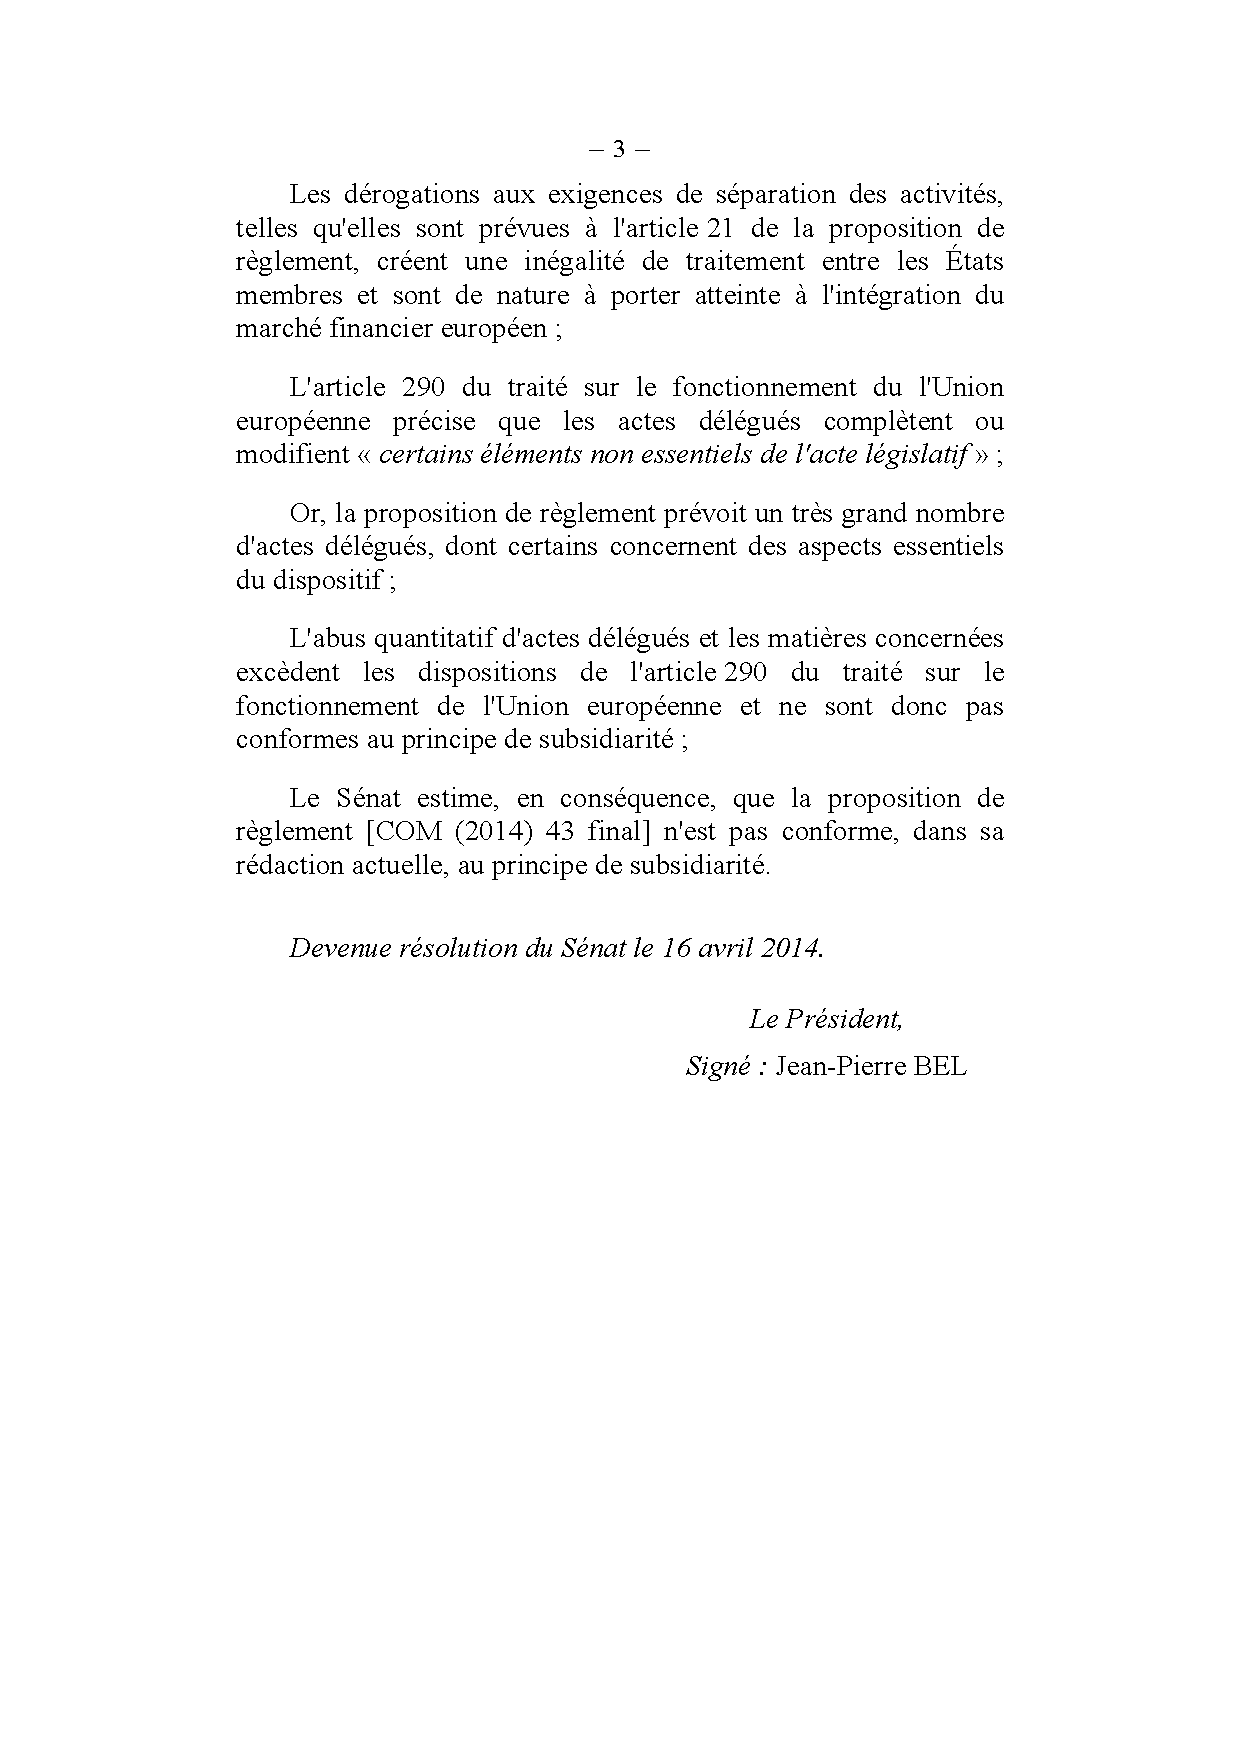 – 3 –
Les dérogations aux exigences de séparation des activités,
telles qu'elles sont prévues à l'article 21 de la proposition de
règlement, créent une inégalité de traitement entre les États
membres et sont de nature à porter atteinte à l'intégration du
marché financier européen ;
L'article 290 du traité sur le fonctionnement du l'Union
européenne précise que les actes délégués complètent ou
modifient « certains éléments non essentiels de l'acte législatif » ;
Or, la proposition de règlement prévoit un très grand nombre
d'actes délégués, dont certains concernent des aspects essentiels
du dispositif ;
L'abus quantitatif d'actes délégués et les matières concernées
excèdent les dispositions de l'article 290 du traité sur le
fonctionnement de l'Union européenne et ne sont donc pas
conformes au principe de subsidiarité ;
Le Sénat estime, en conséquence, que la proposition de
règlement [COM (2014) 43 final] n'est pas conforme, dans sa
rédaction actuelle, au principe de subsidiarité.
Devenue résolution du Sénat le 16 avril 2014.
Le Président,
Signé : Jean-Pierre BEL